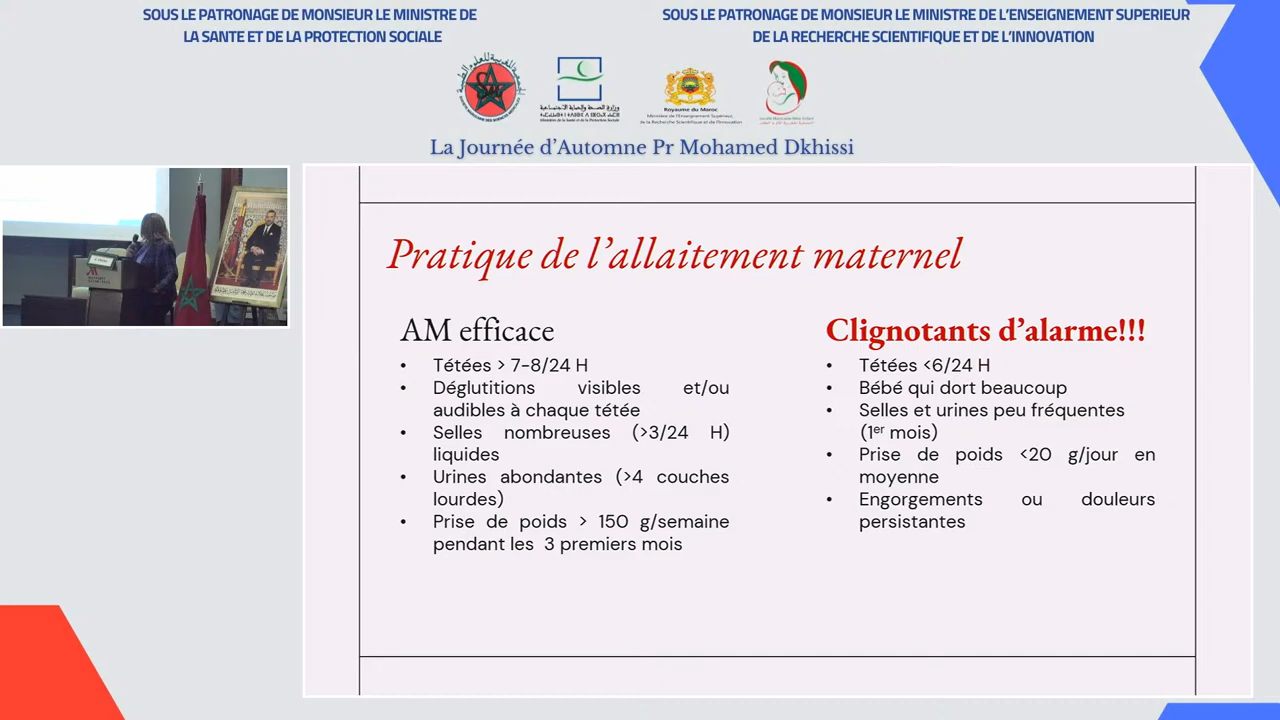 SOUS LE PATRONAGE DE MONSIEUR LE MINISTRE DE
LA SANTE ET DE LA PROTECTION SOCIALE
SOUS LE PATRONAGE DE MONSIEUR LE MINISTRE DE L'ENSEIGNEMENT SUPERIEUR
DE LA RECHERCHE SCIENTIFIQUE ET DE L'INNOVATION
Royaume du Maroc
La Journée d'Automne Pr Mohamed Dkhissi
Pratique de l'allaitement maternel
AM efficace
• Tétées > 7-8/24 H
• Déglutitions visibles et/ou
audibles à chaque tétée
• Selles nombreuses (>3/24 H)
liquides
• Urines abondantes (>4 couches
lourdes)
• Prise de poids > 150 g/semaine
pendant les 3 premiers mois
Clignotants d'alarme!!!
• Tétées <6/24 H
• Bébé qui dort beaucoup
• Selles et urines peu fréquentes
(1er mois)
• Prise de poids <20 g/jour en
moyenne
• Engorgements ou douleurs
persistantes